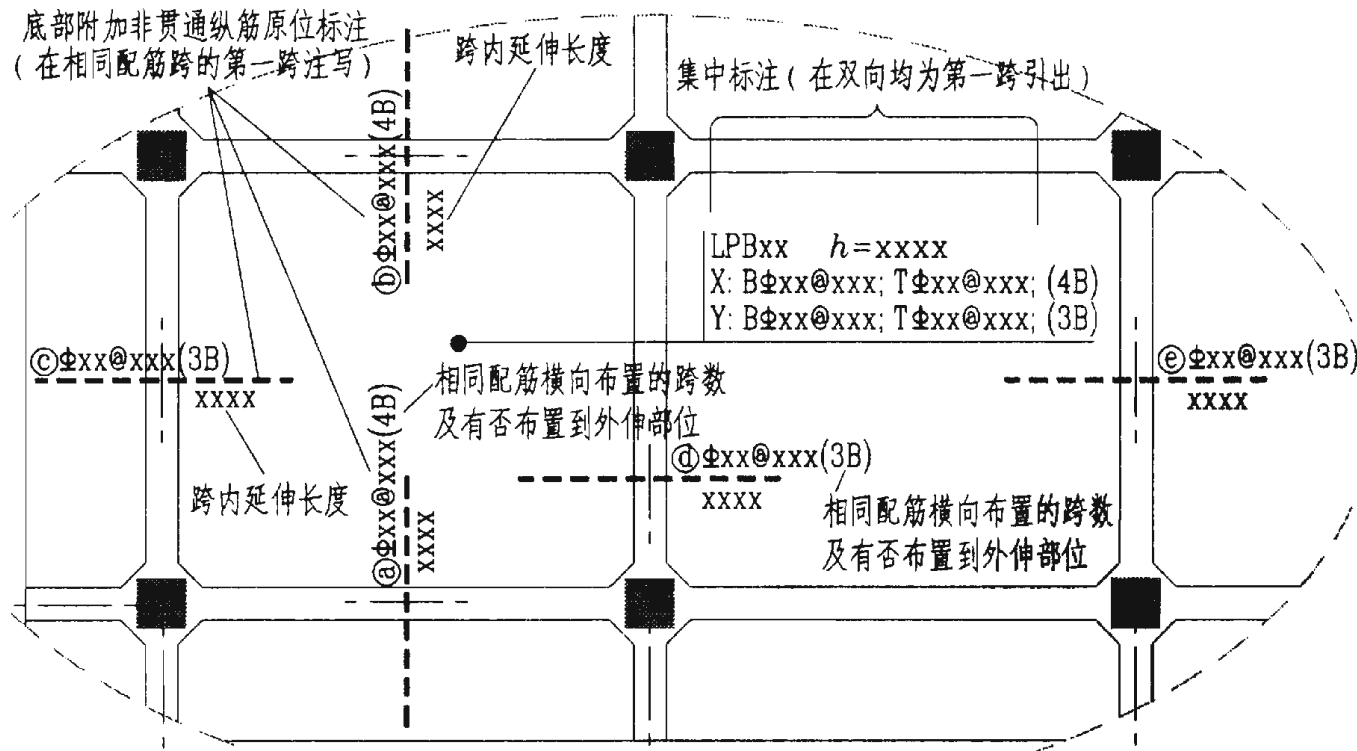 底部附加非贯通纵筋原位标注
(在相同配筋跨的第一跨注写)
跨内延伸长度
集中标注(在双向均为第一跨引出)
ⓑΦxx@xxx(4B)
xxxx
LPBxx h=xxxx
X: BΦxx@xxx; TΦxx@xxx; (4B)
Y: BΦxx@xxx; TΦxx@xxx; (3B)
ⓒΦxx@xxx(3B)
xxxx
跨内延伸长度
ⓐΦxx@xxx(4B)
xxxx
相同配筋横向布置的跨数
及有否布置到外伸部位
ⓓΦxx@xxx(3B)
xxxx
相同配筋横向布置的跨数
及有否布置到外伸部位
ⓔΦxx@xxx(3B)
xxxx